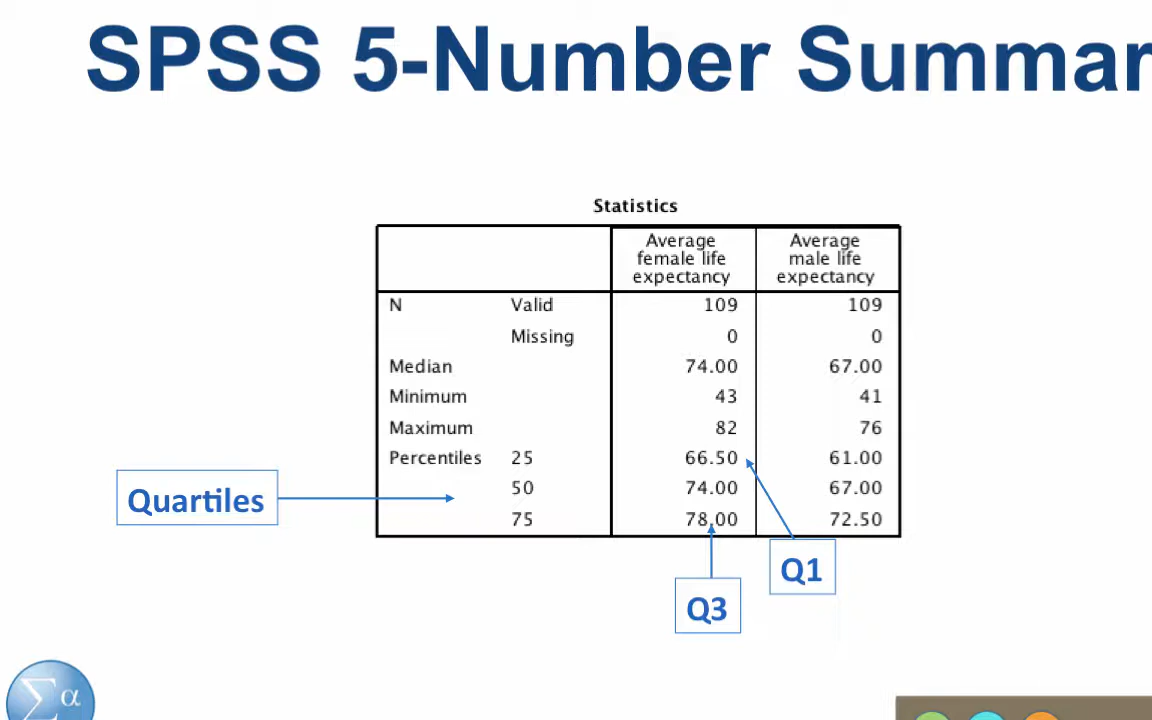 SPSS 5-Number Summar
Statistics
Average female life expectancy Average male life expectancy
N Valid 109 109
Missing 0 0
Median 74.00 67.00
Minimum 43 41
Maximum 82 76
Percentiles 25 66.50 61.00
50 74.00 67.00
75 78.00 72.50
Quartiles
Q1
Q3
Σα